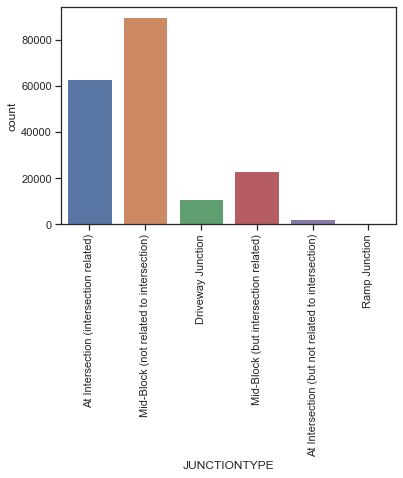 80000
60000
40000
20000
0
count
At Intersection (intersection related)
Mid-Block (not related to intersection)
Driveway Junction
Mid-Block (but intersection related)
At Intersection (but not related to intersection)
Ramp Junction
JUNCTIONTYPE